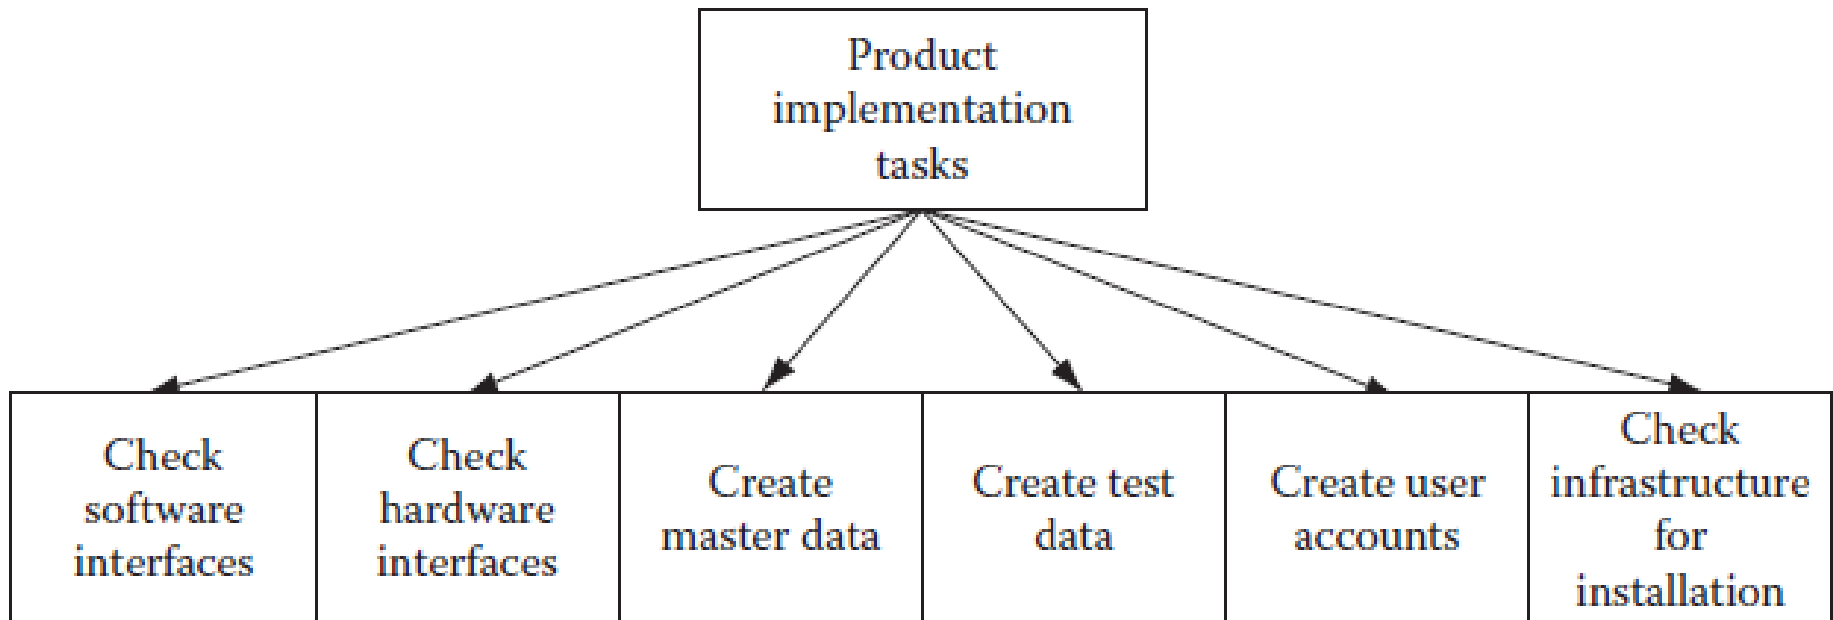 Product
implementation
tasks
Check
software
interfaces
Check
hardware
interfaces
Create
master data
Create test
data
Create user
accounts
Check
infrastructure
for
installation